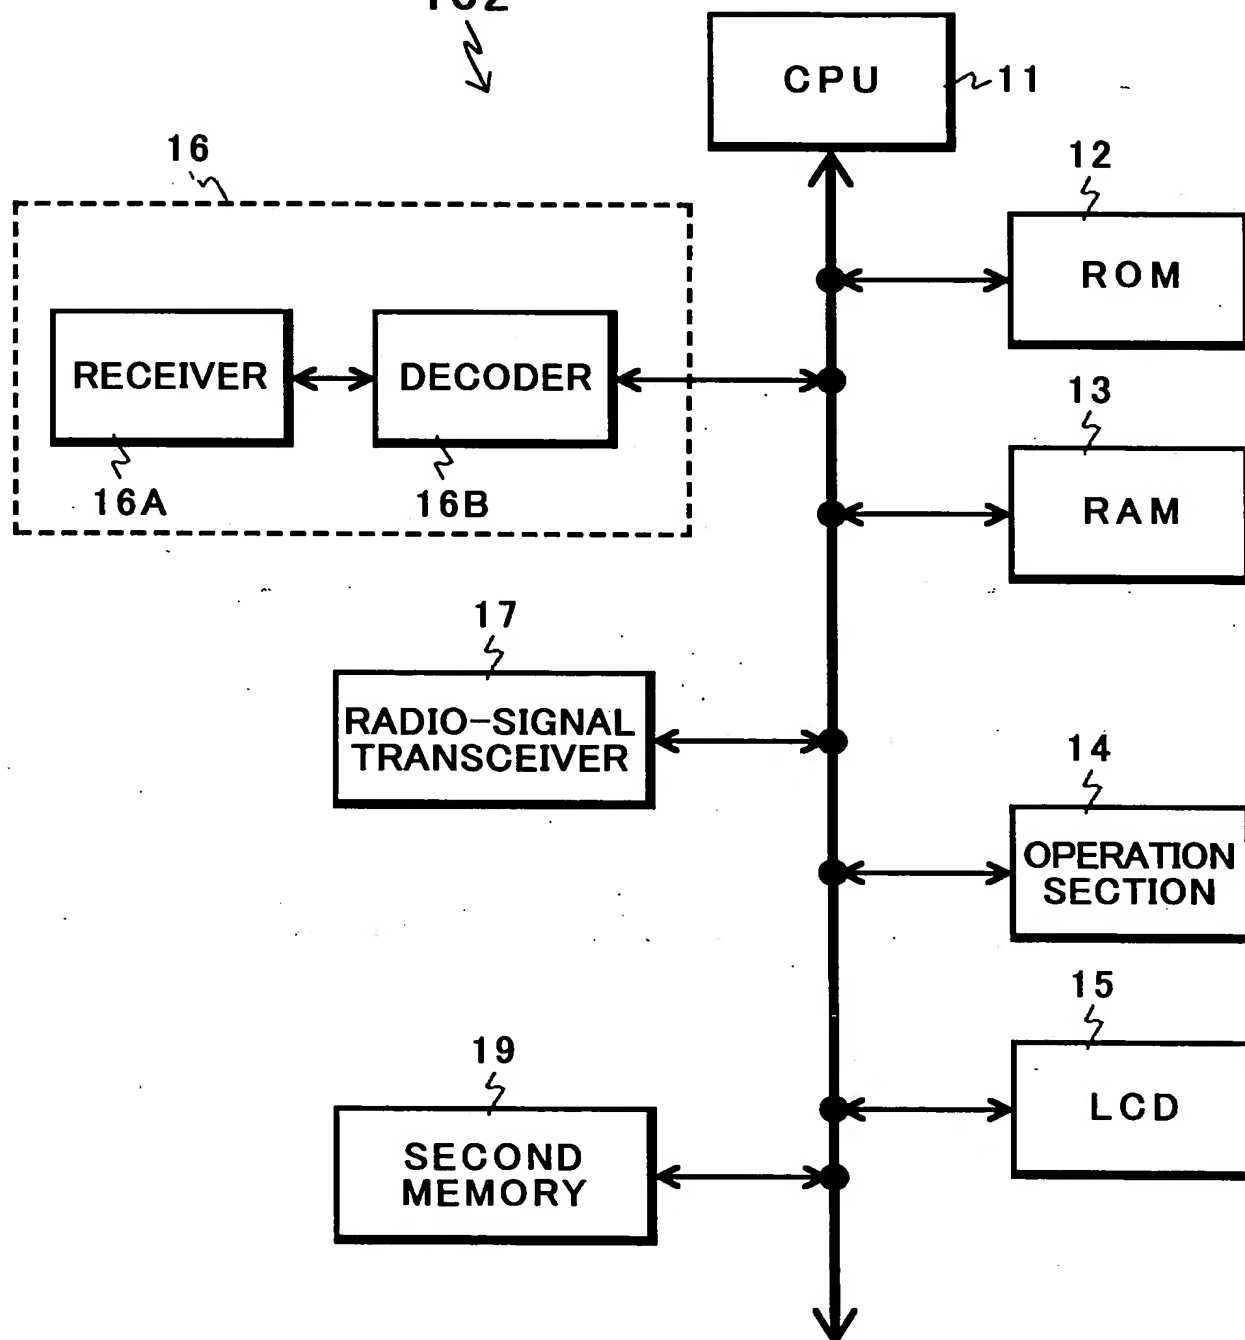 102
CPU
11
16
12
ROM
RECEIVER
DECODER
16A
16B
13
RAM
17
RADIO-SIGNAL
TRANSCEIVER
14
OPERATION
SECTION
15
LCD
19
SECOND
MEMORY